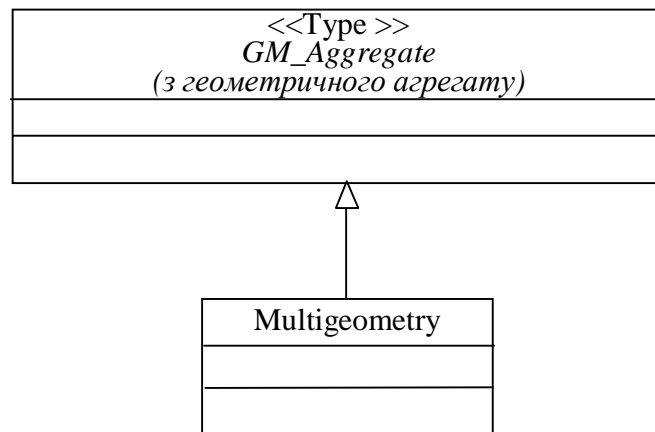 <<Type >>
GM_Aggregate
(з геометричного агрегату)
Multigeometry